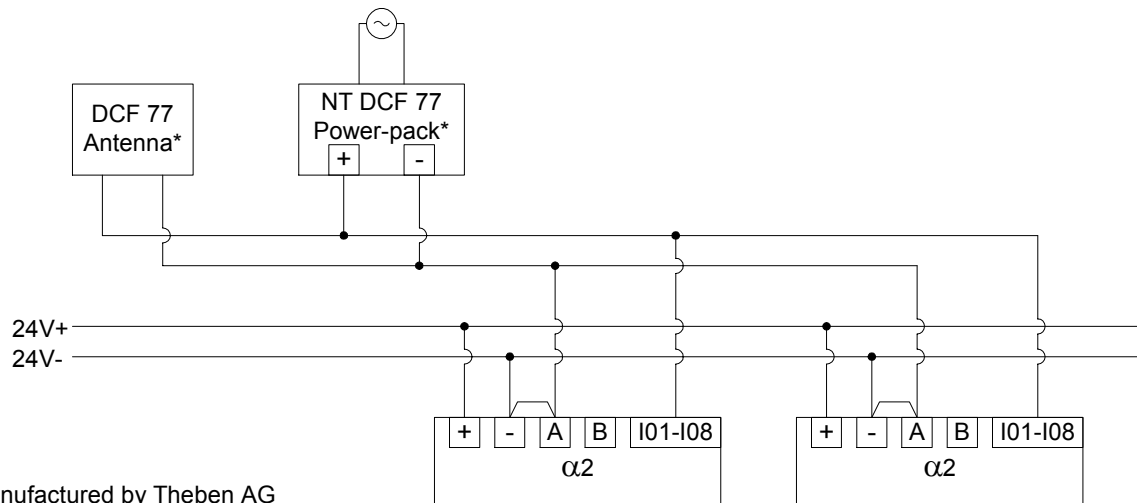 DCF 77
Antenna*
NT DCF 77
Power-pack*
+ -
24V+
24V-
+ - A B I01-I08
α2
+ - A B I01-I08
α2
by Theben AG